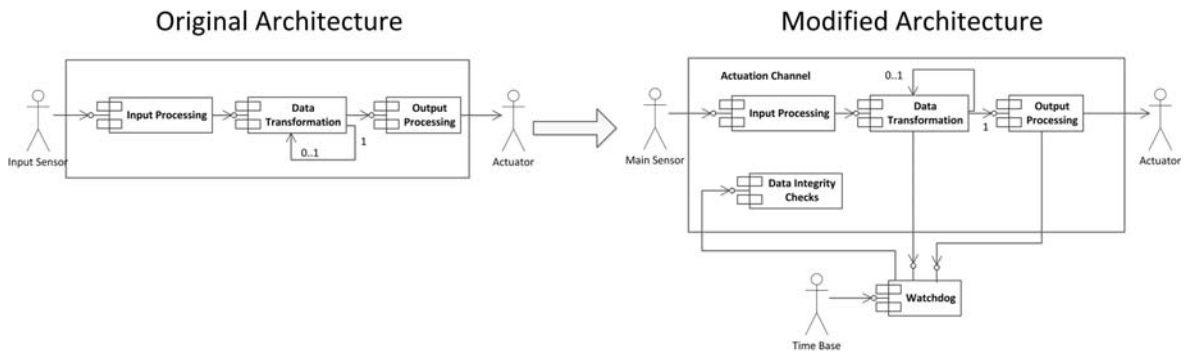 Original Architecture
Input Processing
Data
Transformation
Output
Processing
1
0..1
Input Sensor
Actuator
Modified Architecture
Actuation Channel
0..1
Input Processing
Data
Transformation
1
Output
Processing
Main Sensor
Actuator
Data Integrity
Checks
Watchdog
Time Base